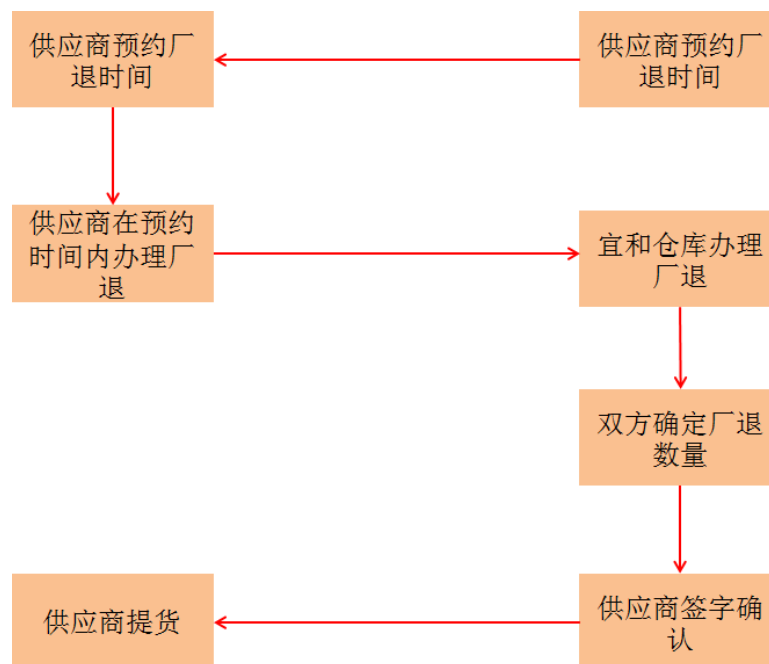 供应商预约厂
退时间
供应商预约厂
退时间
供应商在预约
时间内办理厂
退
宜和仓库办理
厂退
双方确定厂退
数量
供应商提货
供应商签字确
认